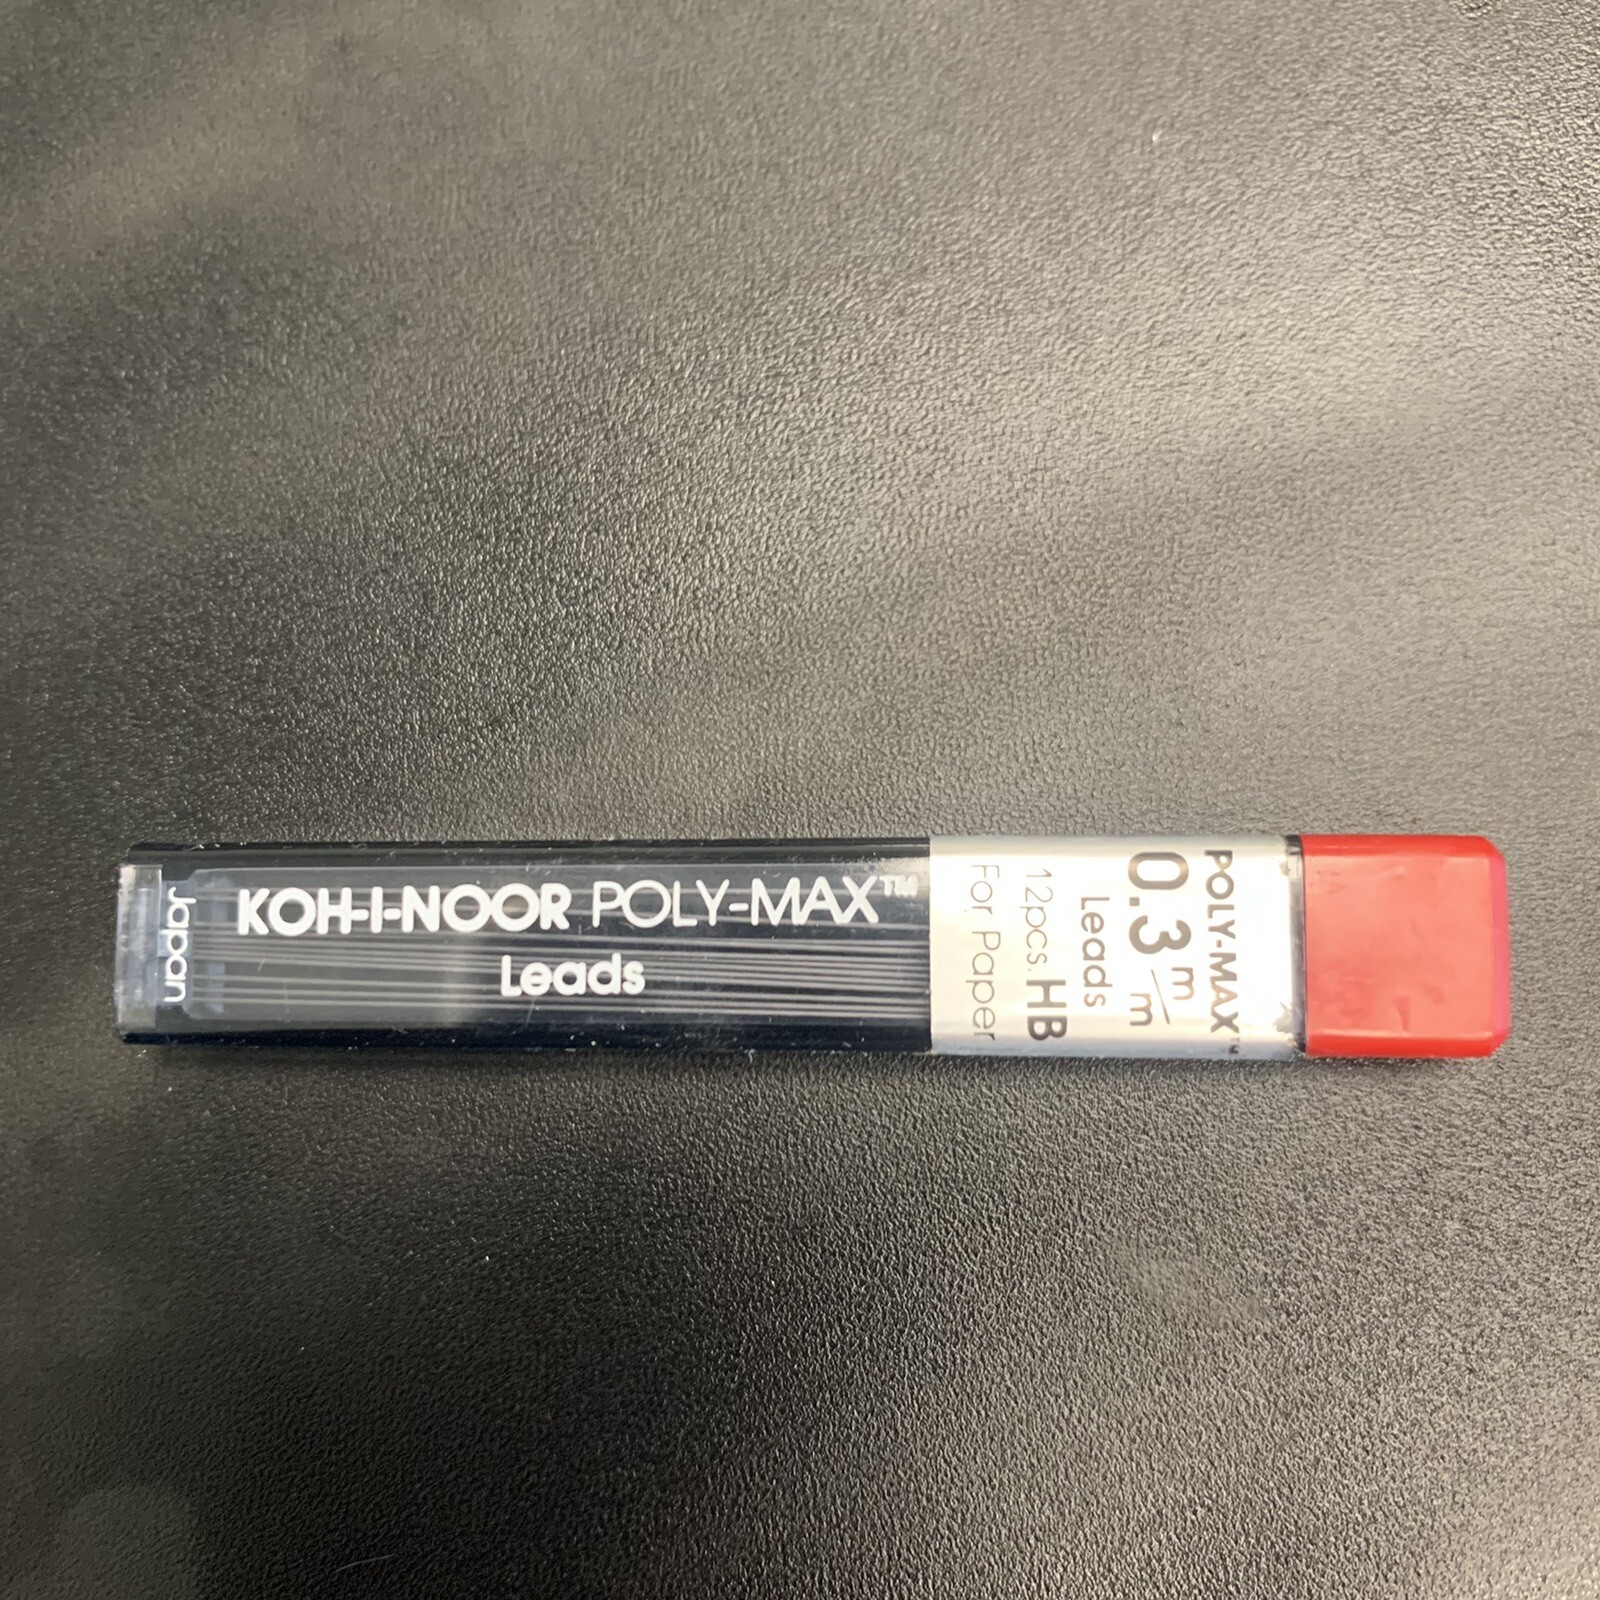 KOH-I-NOOR POLY-MAX™
Leads
Japan
POLY-MAX™
0.3 m/m
Leads
12pcs. HB
For Paper